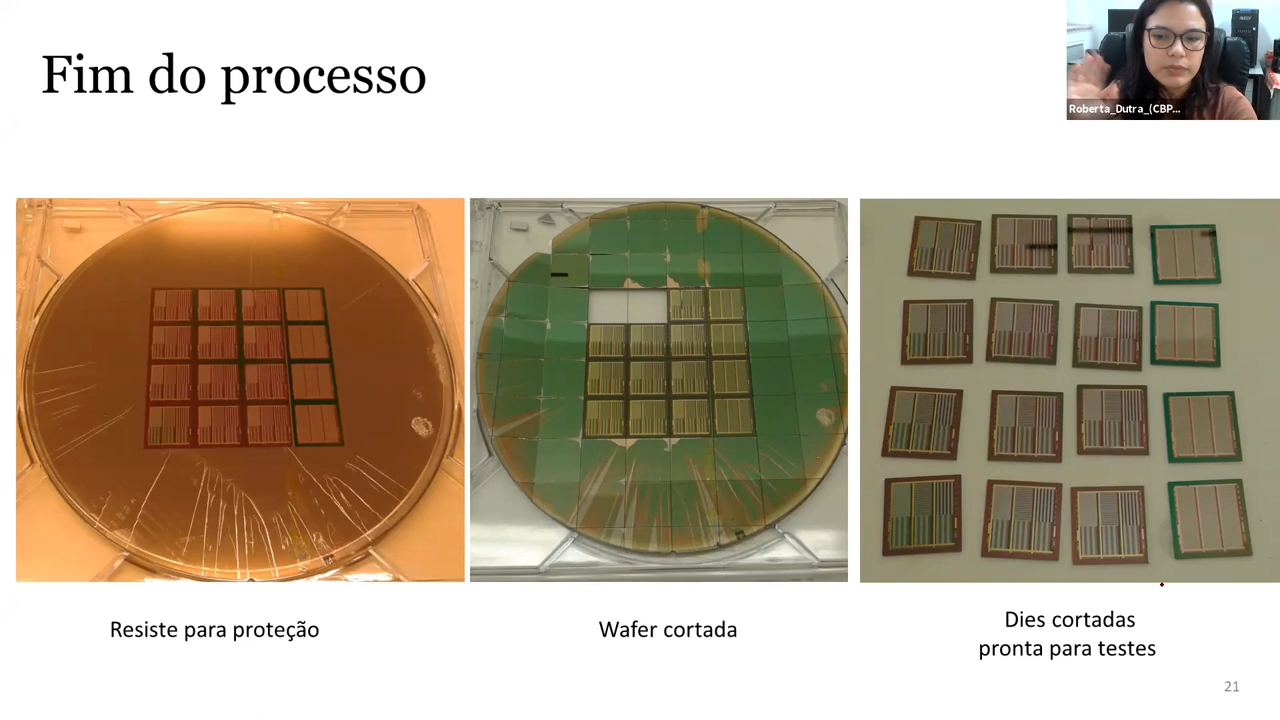 Fim do processo
Roberta_Dutra_(CBP...
Resiste para proteção
Wafer cortada
Dies cortadas
pronta para testes
21